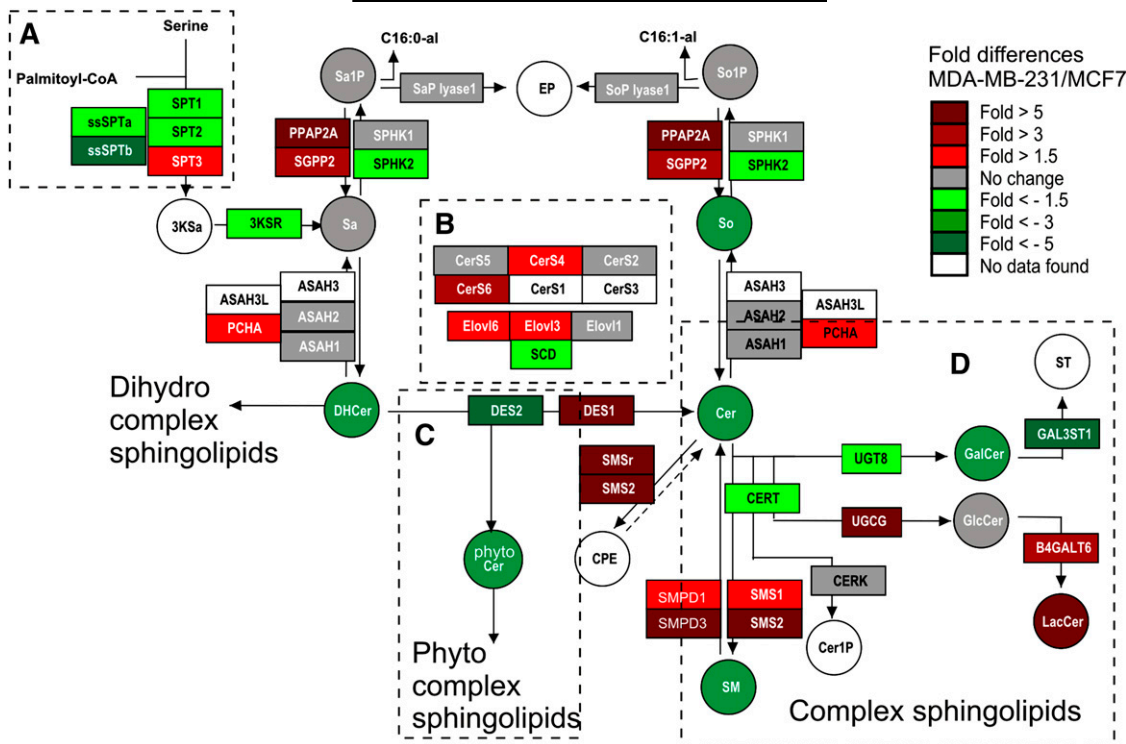 A
Serine
Palmitoyl-CoA
SPT1
ssSPTa
SPT2
ssSPTb
SPT3
3KSa
3KSR
Sa
C16:0-al
Sa1P
SaP lyase1
EP
C16:1-al
SoP lyase1
So1P
PPAP2A
SPHK1
SGPP2
SPHK2
PPAP2A
SPHK1
SGPP2
SPHK2
So
Fold differences
MDA-MB-231/MCF7
Fold > 5
Fold > 3
Fold > 1.5
No change
Fold < - 1.5
Fold < - 3
Fold < - 5
No data found
B
CerS5
CerS4
CerS2
CerS6
CerS1
CerS3
Elovl6
Elovl3
Elovl1
SCD
ASAH3L
ASAH3
PCHA
ASAH2
ASAH1
ASAH3
ASAH3L
ASAH2
PCHA
ASAH1
Dihydro
complex
sphingolipids
DHCer
C
DES2
DES1
Cer
SMSr
SMS2
CPE
phyto
Cer
Phyto
complex
sphingolipids
D
ST
GAL3ST1
UGT8
GalCer
CERT
UGCG
GlcCer
B4GALT6
LacCer
CERK
Cer1P
SMPD1
SMS1
SMPD3
SMS2
SM
Complex sphingolipids